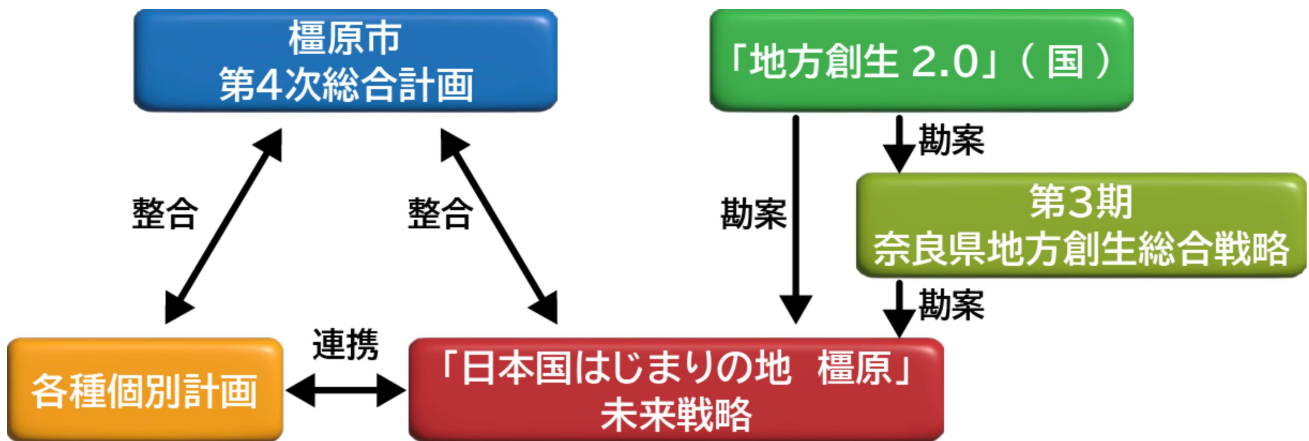 橿原市
第4次総合計画
「地方創生 2.0」（国）
勘案
第3期
奈良県地方創生総合戦略
整合
整合
勘案
勘案
連携
各種個別計画
「日本国はじまりの地　橿原」
未来戦略